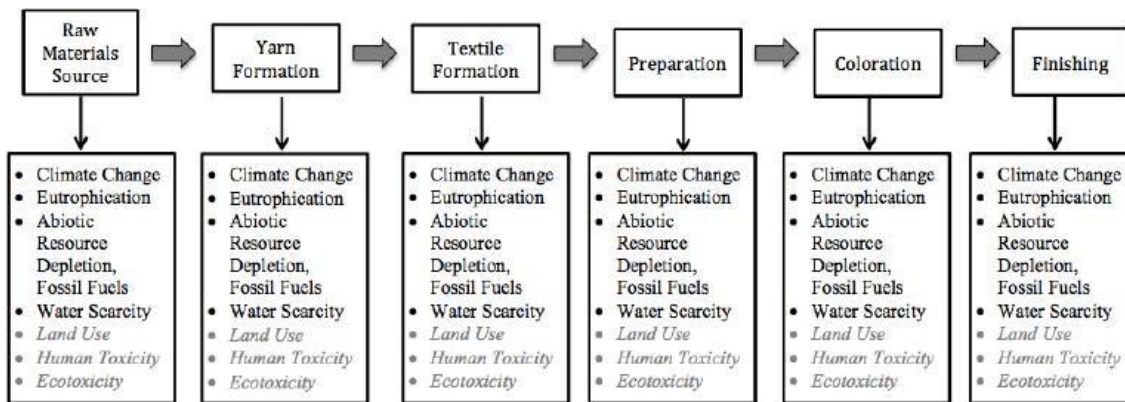 Raw
Materials
Source
Yarn
Formation
Textile
Formation
Preparation
Coloration
Finishing
• Climate Change
• Eutrophication
• Abiotic
Resource
Depletion,
Fossil Fuels
• Water Scarcity
• Land Use
• Human Toxicity
• Ecotoxicity
• Climate Change
• Eutrophication
• Abiotic
Resource
Depletion,
Fossil Fuels
• Water Scarcity
• Land Use
• Human Toxicity
• Ecotoxicity
• Climate Change
• Eutrophication
• Abiotic
Resource
Depletion,
Fossil Fuels
• Water Scarcity
• Land Use
• Human Toxicity
• Ecotoxicity
• Climate Change
• Eutrophication
• Abiotic
Resource
Depletion,
Fossil Fuels
• Water Scarcity
• Land Use
• Human Toxicity
• Ecotoxicity
• Climate Change
• Eutrophication
• Abiotic
Resource
Depletion,
Fossil Fuels
• Water Scarcity
• Land Use
• Human Toxicity
• Ecotoxicity
• Climate Change
• Eutrophication
• Abiotic
Resource
Depletion,
Fossil Fuels
• Water Scarcity
• Land Use
• Human Toxicity
• Ecotoxicity